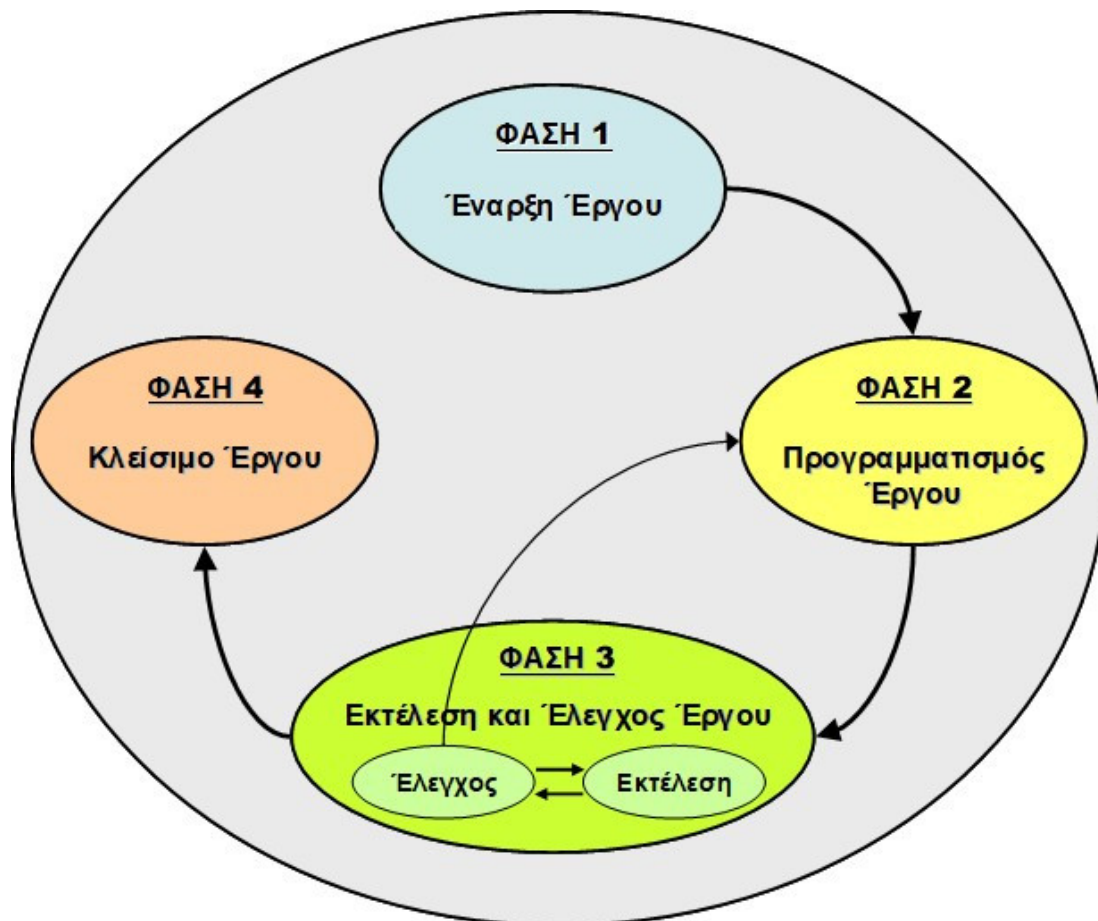 ΦΑΣΗ 1
Έναρξη Έργου
ΦΑΣΗ 2
Προγραμματισμός
Έργου
ΦΑΣΗ 3
Εκτέλεση και Έλεγχος Έργου
Έλεγχος
Εκτέλεση
ΦΑΣΗ 4
Κλείσιμο Έργου